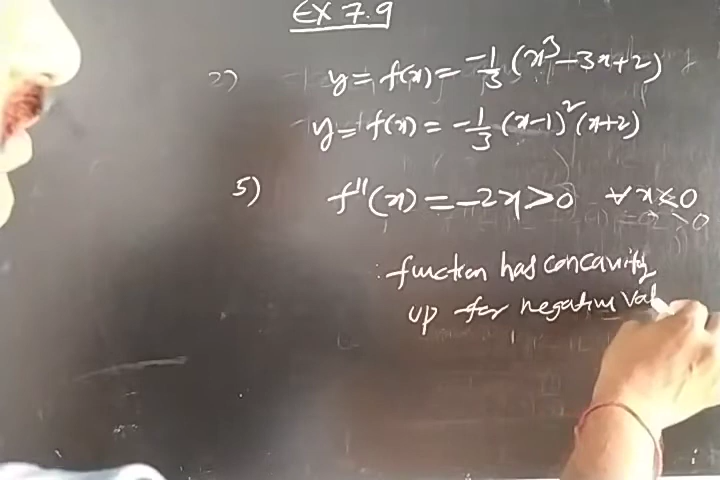 EX 7.9
2) y = f(x) = -1/3 (x³ - 3x + 2)
y = f(x) = -1/3 (x-1)² (x+2)
5) f''(x) = -2x > 0 ∀ x < 0
: function has concavity
up for negative val